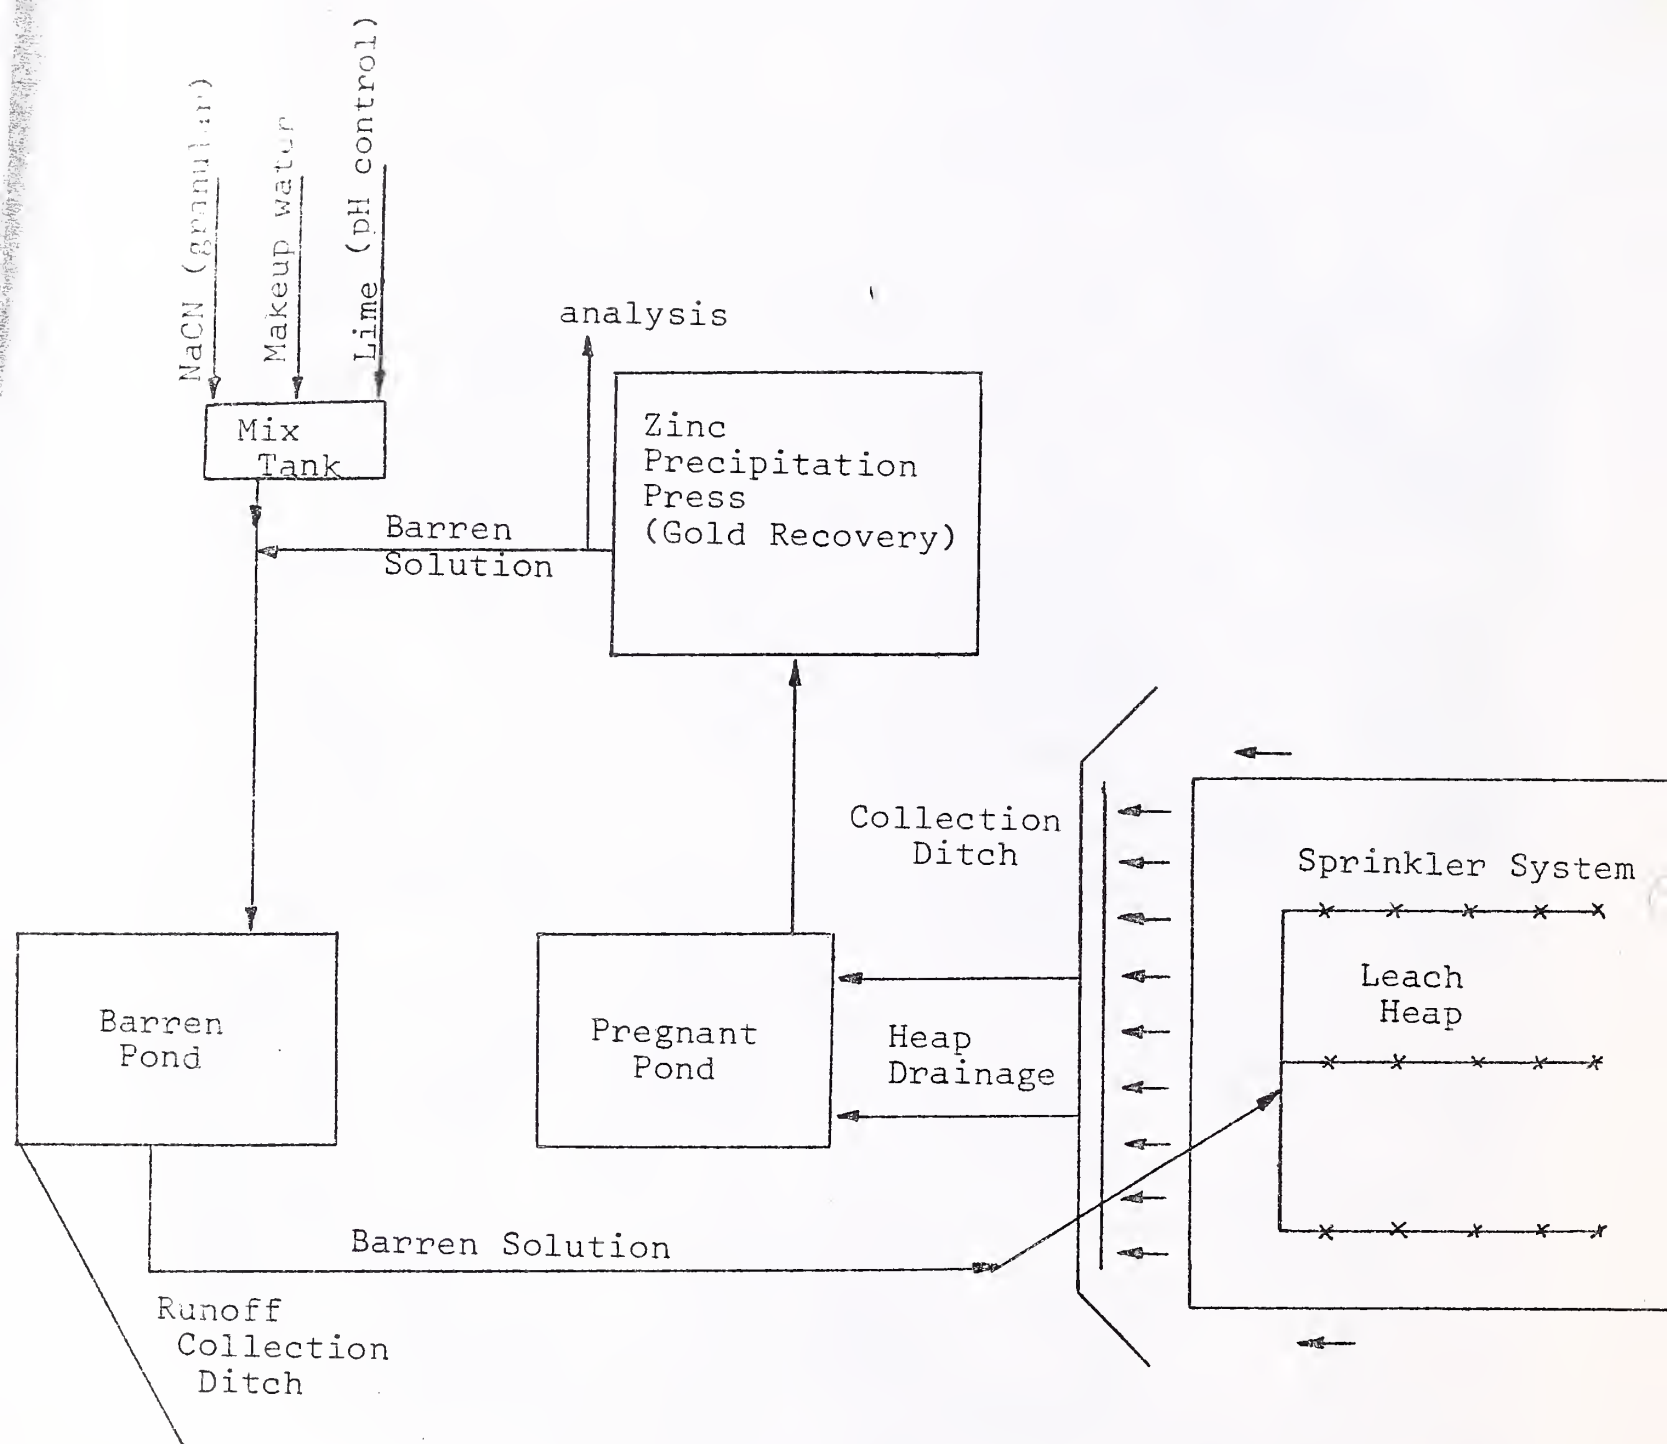 NaCN (granular)
Makeup water
Lime (pH control)
analysis
Mix
Tank
Zinc
Precipitation
Press
(Gold Recovery)
Barren
Solution
Collection
Ditch
Sprinkler System
Leach
Heap
Barren
Pond
Pregnant
Pond
Heap
Drainage
Barren Solution
Runoff
Collection
Ditch